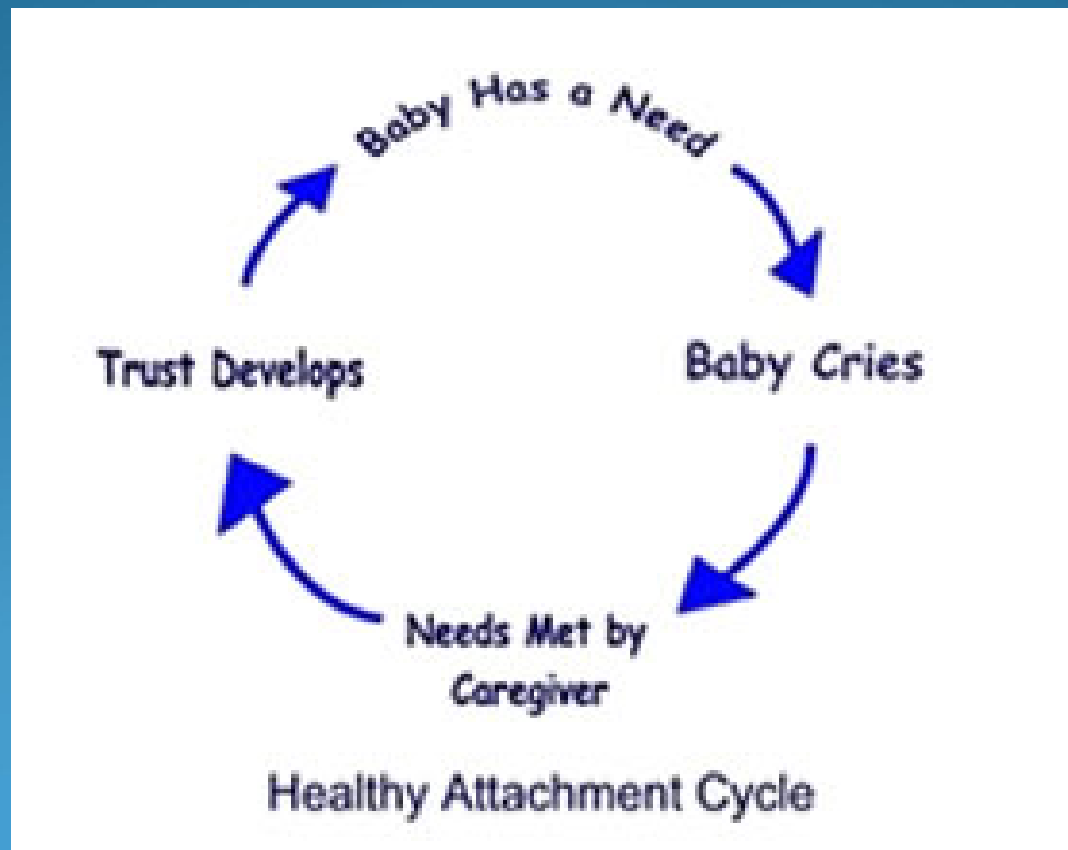 Baby Has a Need
Trust Develops
Baby Cries
Needs Met by
Caregiver
Healthy Attachment Cycle